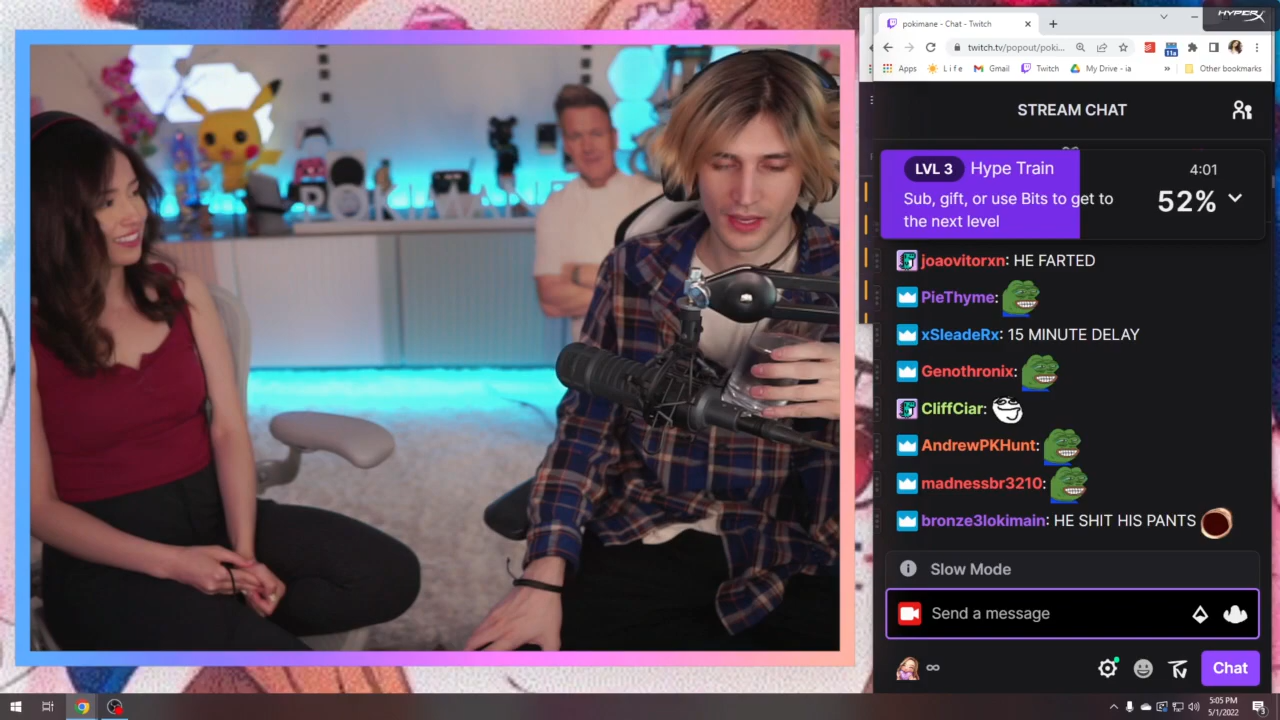 pokimane - Chat - Twitch
HYPERX
twitch.tv/popout/poki...
11s
Apps
L i f e
Gmail
Twitch
My Drive - ia
Other bookmarks
STREAM CHAT
LVL 3 Hype Train
4:01
Sub, gift, or use Bits to get to
the next level
52%
joaovitorxn: HE FARTED
PieThyme:
xSleadeRx: 15 MINUTE DELAY
Genothronix:
CliffCiar:
AndrewPKHunt:
madnessbr3210:
bronze3lokimain: HE SHIT HIS PANTS
Slow Mode
Send a message
∞
Chat
5:05 PM
5/1/2022